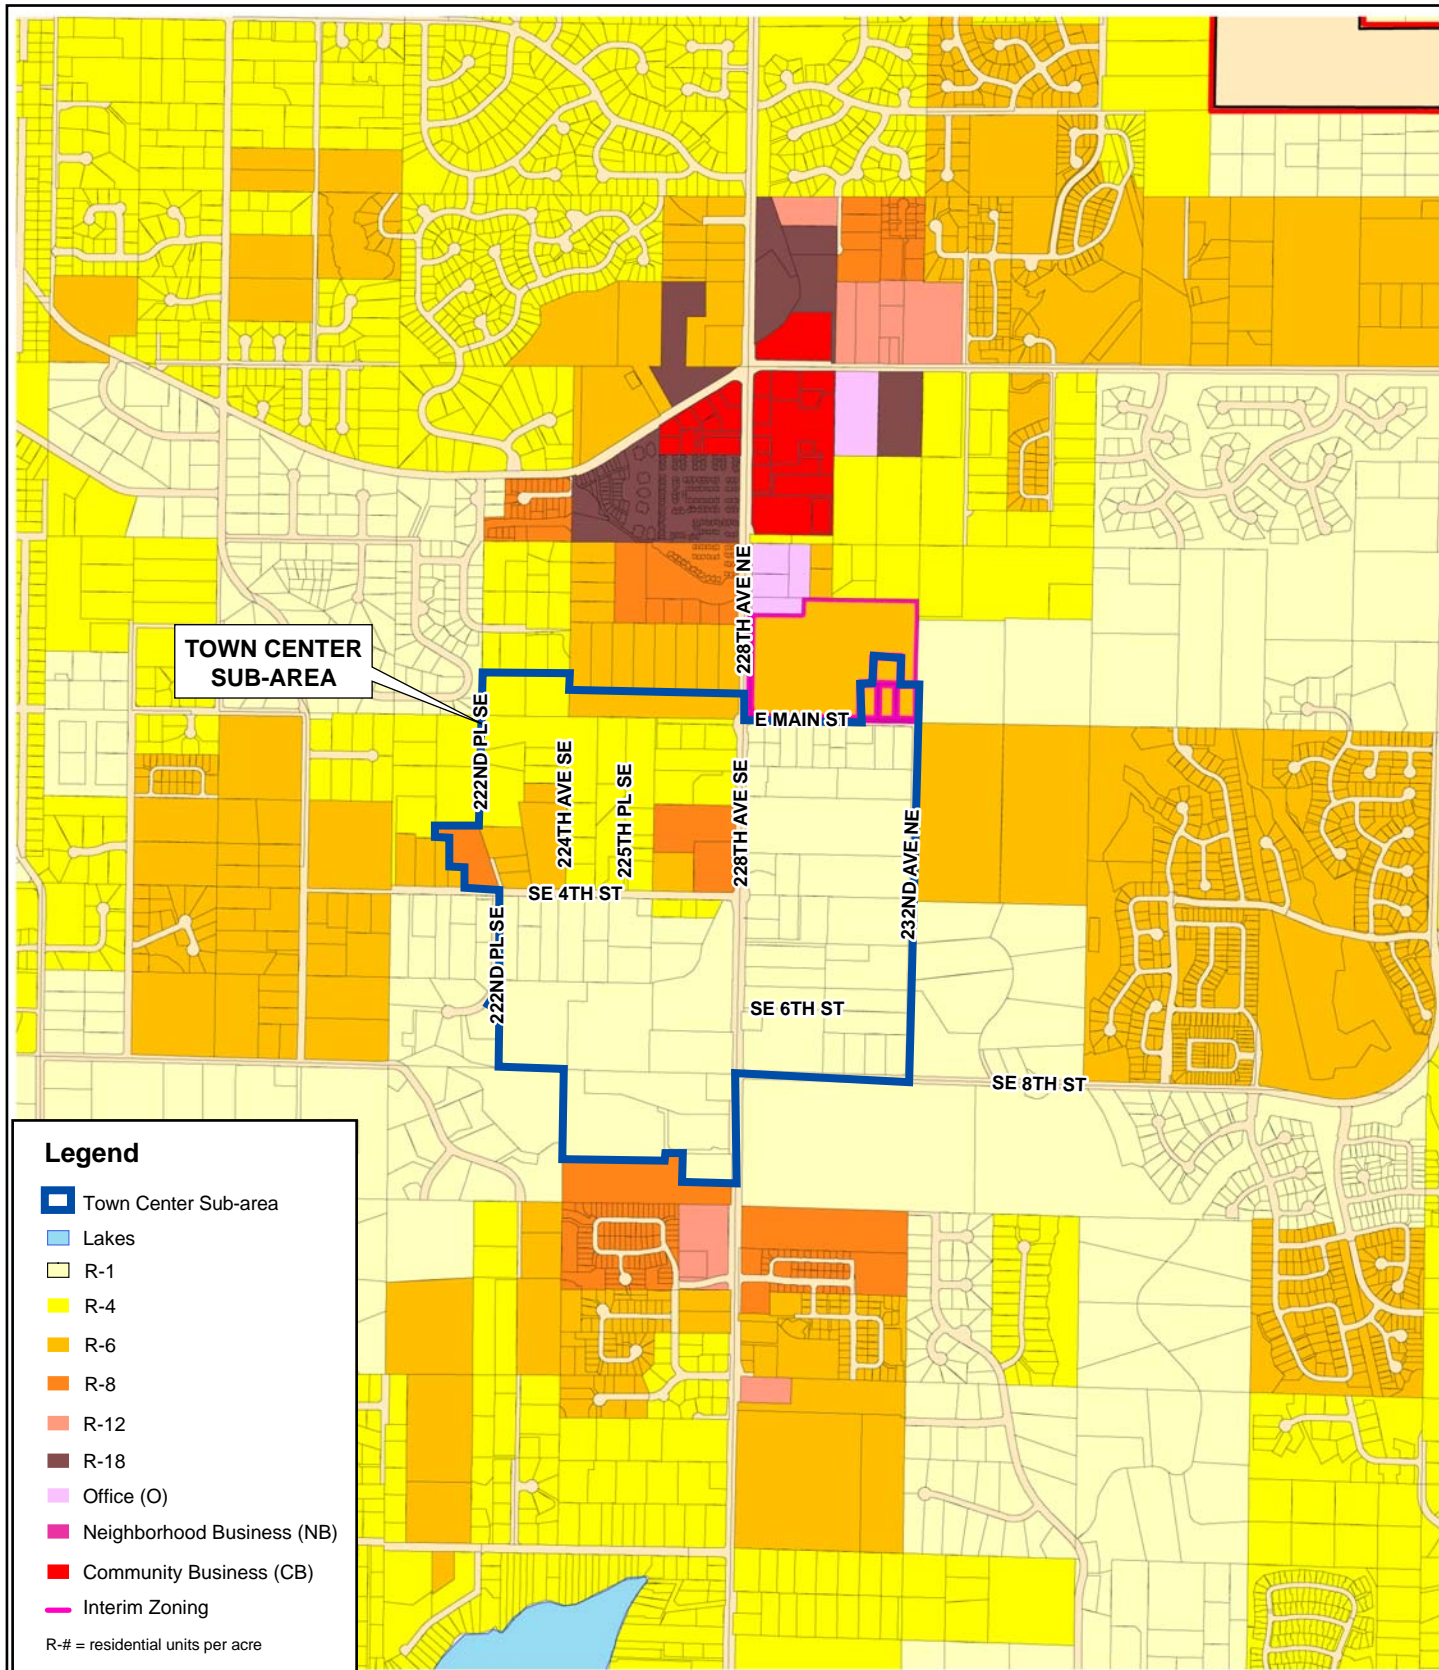 228TH AVE NE
TOWN CENTER
SUB-AREA
E MAIN ST
222ND PL SE
224TH AVE SE
225TH PL SE
228TH AVE SE
232ND AVE NE
SE 4TH ST
222ND PL SE
SE 6TH ST
SE 8TH ST
Legend
Town Center Sub-area
Lakes
R-1
R-4
R-6
R-8
R-12
R-18
Office (O)
Neighborhood Business (NB)
Community Business (CB)
Interim Zoning
R-# = residential units per acre